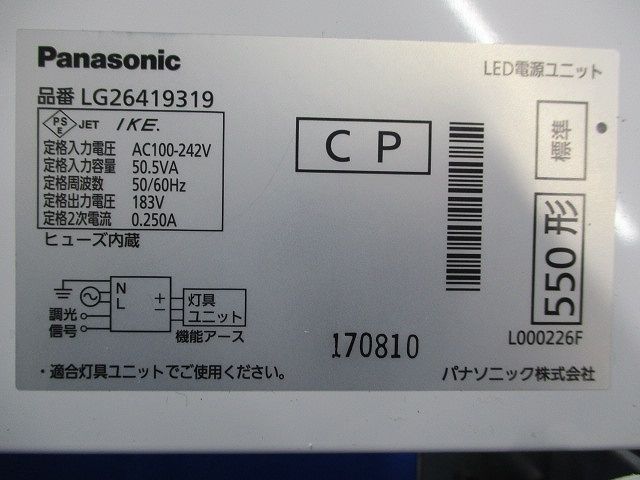 Panasonic
LED電源ユニット
品番 LG26419319
PS E JET IKE.
定格入力電圧 AC100-242V
定格入力容量 50.5VA
定格周波数 50/60Hz
定格出力電圧 183V
定格2次電流 0.250A
ヒューズ内蔵
C P
標準
550形
N
L
+
−
灯具
ユニット
調光
信号
機能アース
170810
L000226F
・適合灯具ユニットでご使用ください。
パナソニック株式会社